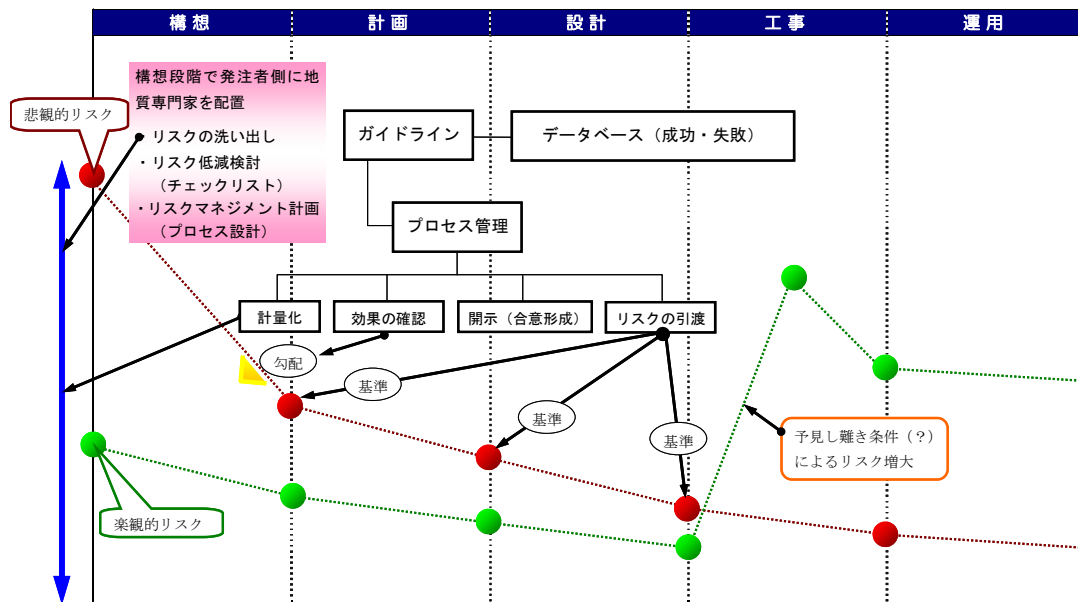 構想
計画
設計
工事
運用
構想段階で発注者側に地
質専門家を配置
リスクの洗い出し
・リスク低減検討
（チェックリスト）
・リスクマネジメント計画
（プロセス設計）
悲観的リスク
ガイドライン
データベース（成功・失敗）
プロセス管理
計量化
効果の確認
開示（合意形成）
リスクの引渡
勾配
基準
基準
基準
予見し難き条件（？）
によるリスク増大
楽観的リスク